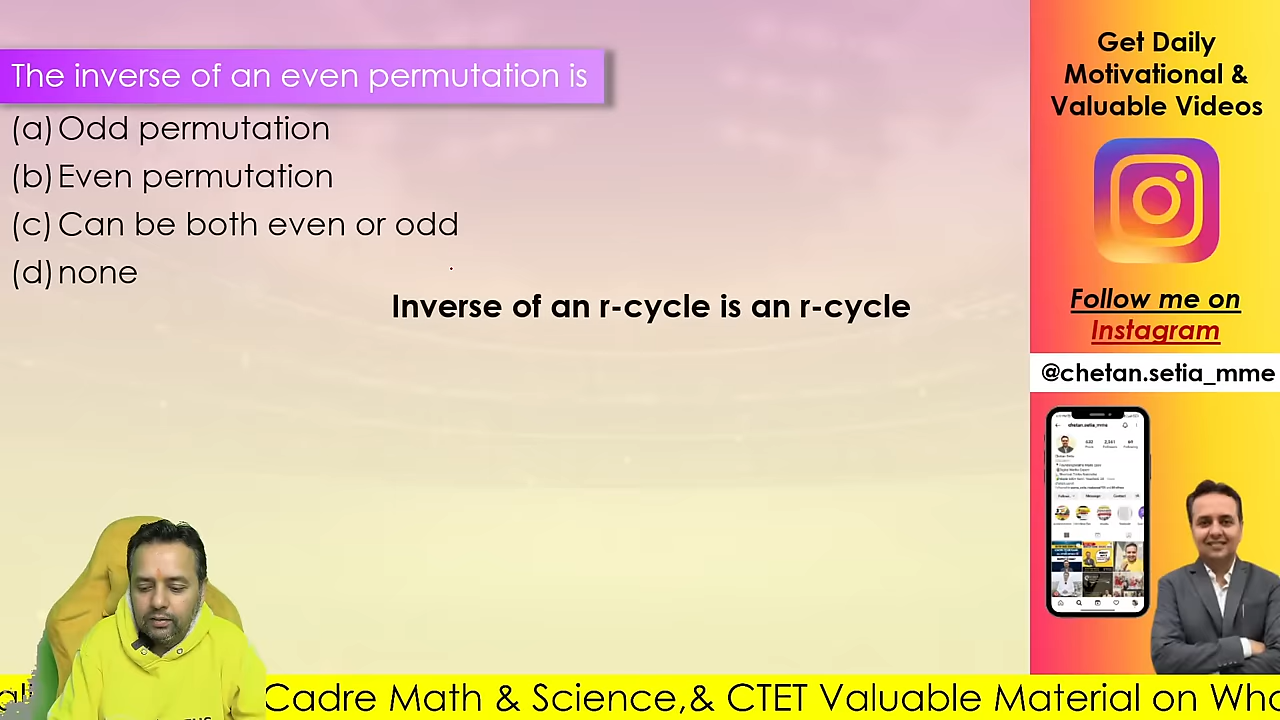 The inverse of an even permutation is
(a) Odd permutation
(b) Even permutation
(c) Can be both even or odd
(d) none
Inverse of an r-cycle is an r-cycle
Get Daily
Motivational &
Valuable Videos
Follow me on
Instagram
@chetan.setia_mme
chetan.setia_mme
Cadre Math & Science,& CTET Valuable Material on Wha